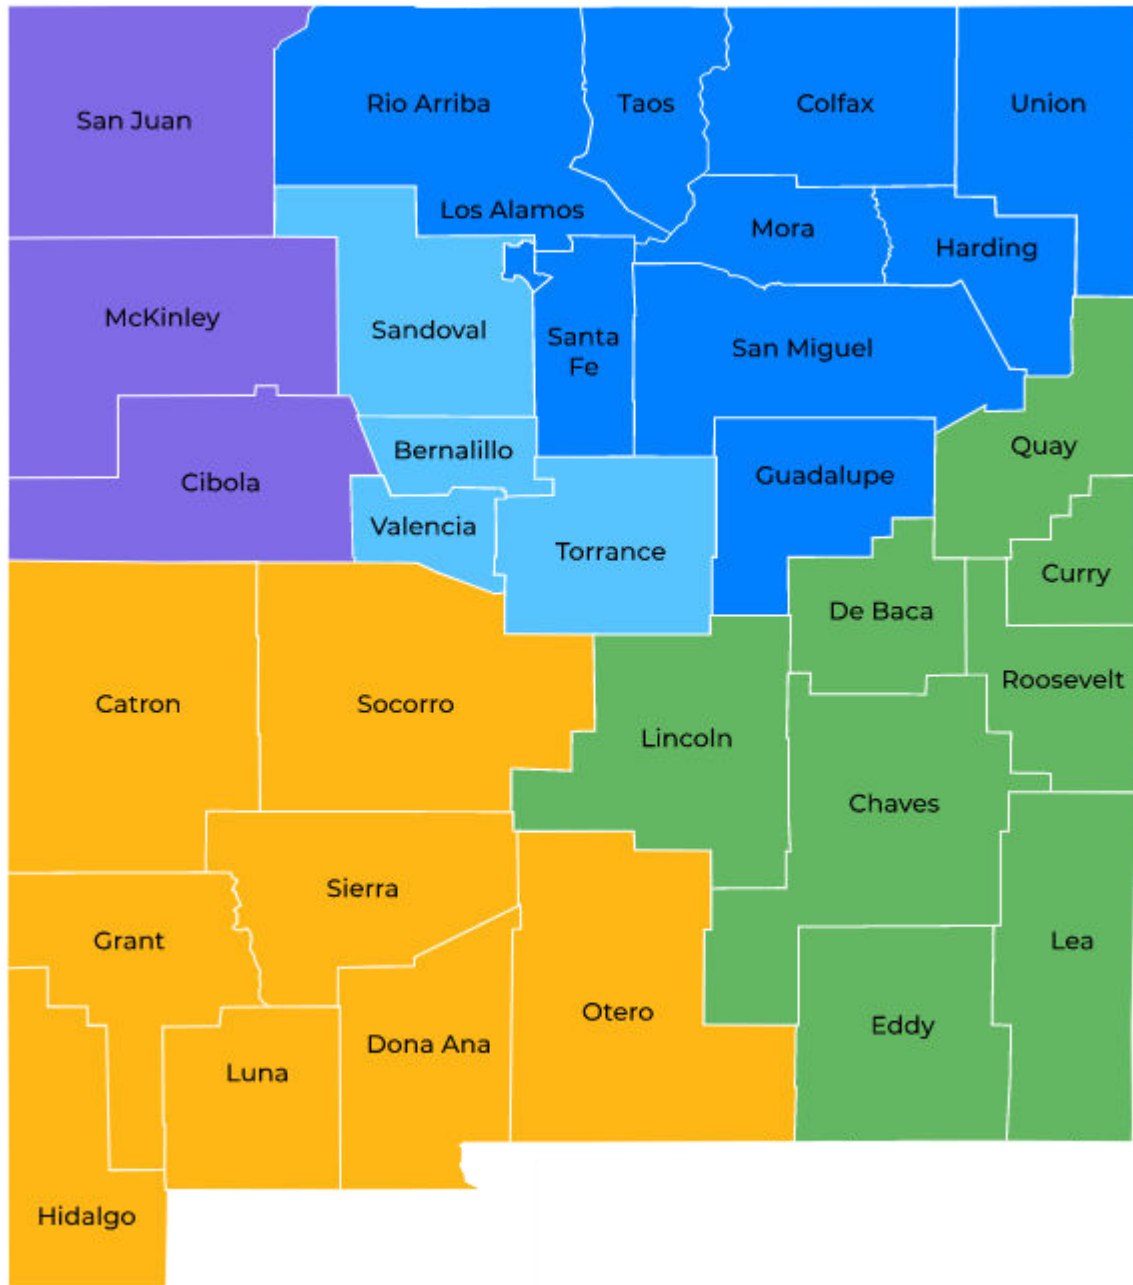 San Juan
Rio Arriba
Taos
Colfax
Union
Los Alamos
Mora
Harding
McKinley
Sandoval
Santa
Fe
San Miguel
Bernalillo
Quay
Cibola
Guadalupe
Valencia
Torrance
Curry
De Baca
Roosevelt
Catron
Socorro
Lincoln
Chaves
Sierra
Grant
Lea
Otero
Eddy
Dona Ana
Luna
Hidalgo